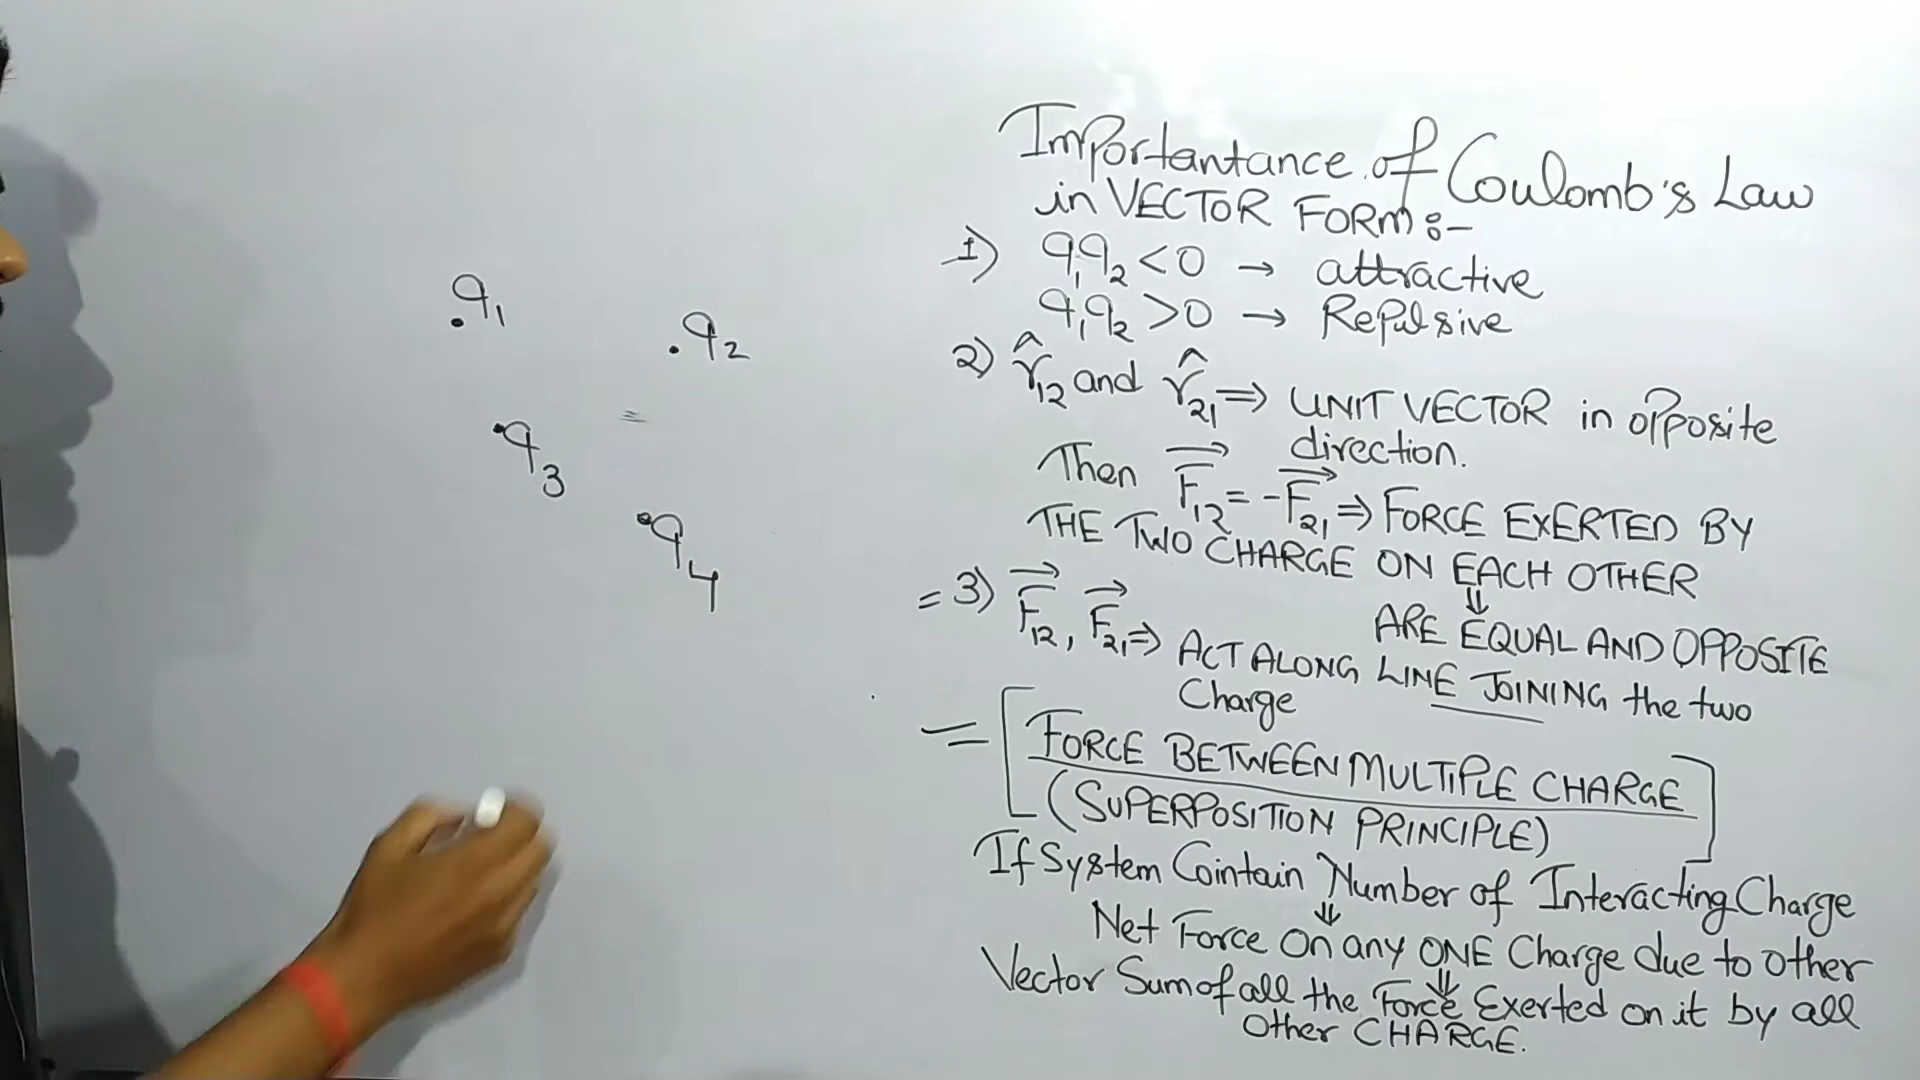 q1
q2
q3
=
q4
Importantance of Coulomb's Law
in VECTOR FORM:-
1) q1q2 < 0 → attractive
q1q2 > 0 → Repulsive
2) r̂12 and r̂21 ⇒ UNIT VECTOR in opposite
direction.
Then F⃗12 = -F⃗21 ⇒ FORCE EXERTED BY
THE TWO CHARGE ON EACH OTHER
⇓
ARE EQUAL AND OPPOSITE
= 3) F⃗12, F⃗21 ⇒ ACT ALONG LINE JOINING the two
Charge
= [FORCE BETWEEN MULTIPLE CHARGE
(SUPERPOSITION PRINCIPLE)]
If System Cointain Number of Interacting Charge
⇓
Net Force On any ONE Charge due to other
⇓
Vector Sum of all the Force Exerted on it by all
Other CHARGE.